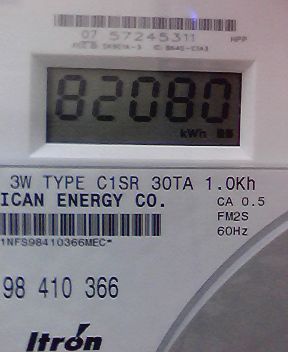 07 57245311
HPP
82080
kWh
3W TYPE C1SR 30TA 1.0Kh
ICAN ENERGY CO.
CA 0.5
FM2S
60Hz
1NFS98410366MEC*
98 410 366
Itron